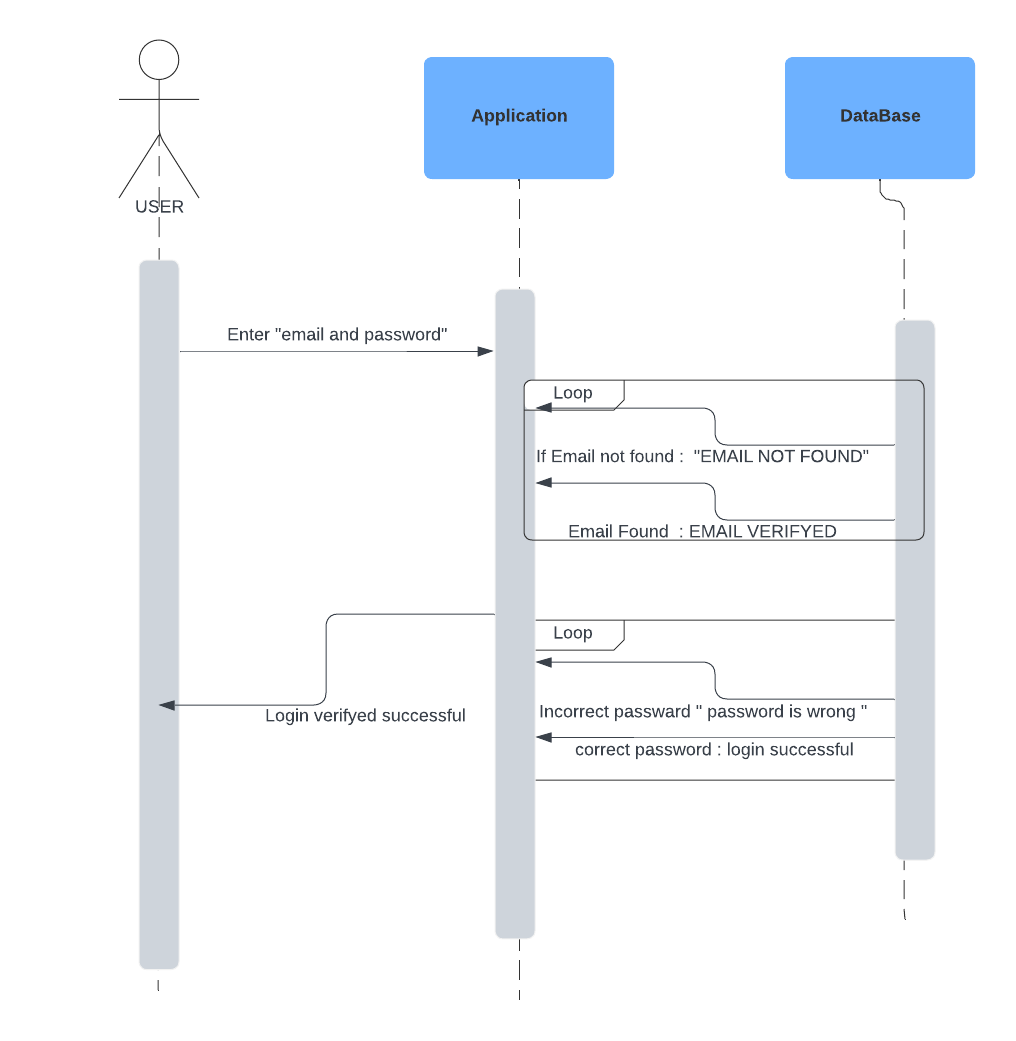 Application
DataBase
USER
Enter "email and password"
Loop
If Email not found :  "EMAIL NOT FOUND"
Email Found  : EMAIL VERIFYED
Loop
Incorrect passward " password is wrong "
Login verifyed successful
correct password : login successful